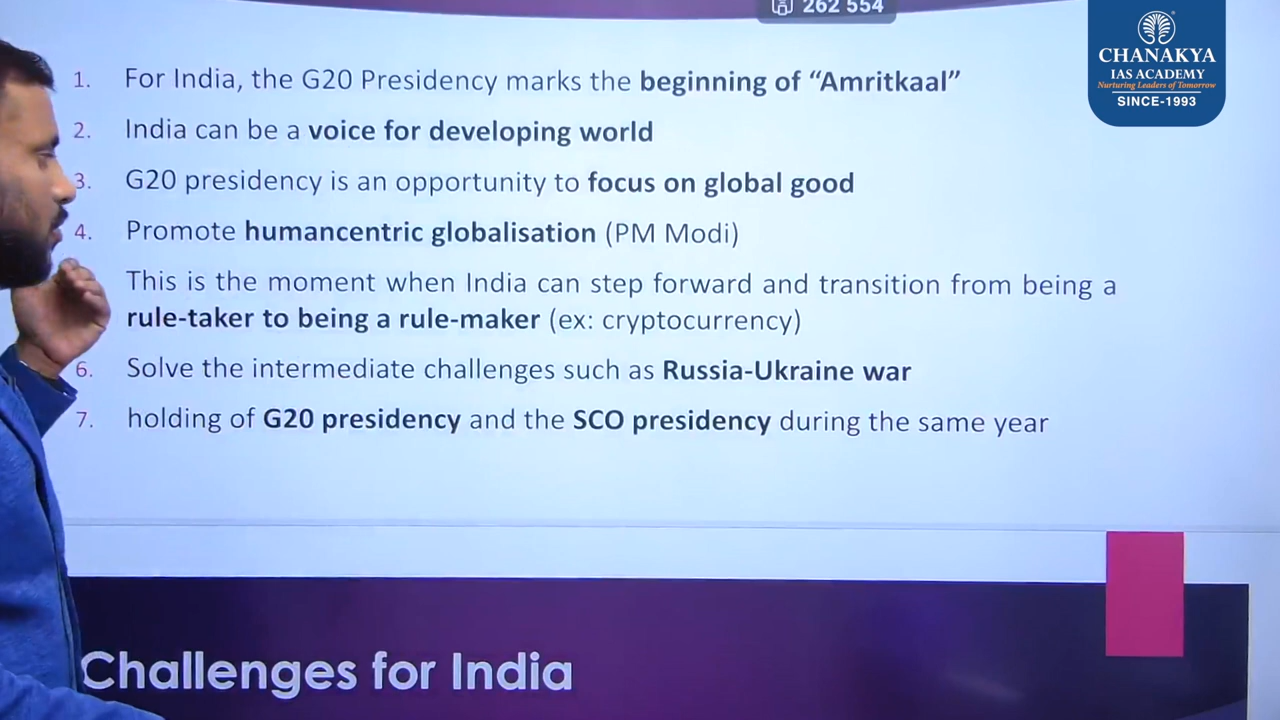 262 554
CHANAKYA
IAS ACADEMY
Nurturing Leaders of Tomorrow
SINCE-1993
1. For India, the G20 Presidency marks the beginning of “Amritkaal”
2. India can be a voice for developing world
3. G20 presidency is an opportunity to focus on global good
4. Promote humancentric globalisation (PM Modi)
This is the moment when India can step forward and transition from being a
rule-taker to being a rule-maker (ex: cryptocurrency)
6. Solve the intermediate challenges such as Russia-Ukraine war
7. holding of G20 presidency and the SCO presidency during the same year
Challenges for India